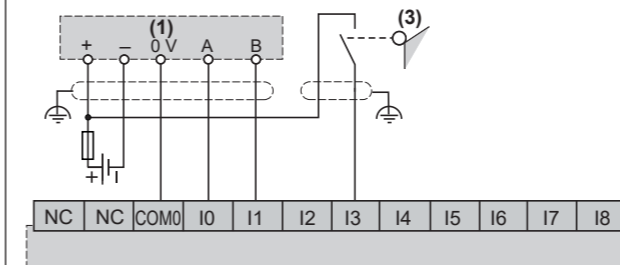 (1)
(3)
+ − 0 V A B
+ −
NC NC COM0 I0 I1 I2 I3 I4 I5 I6 I7 I8